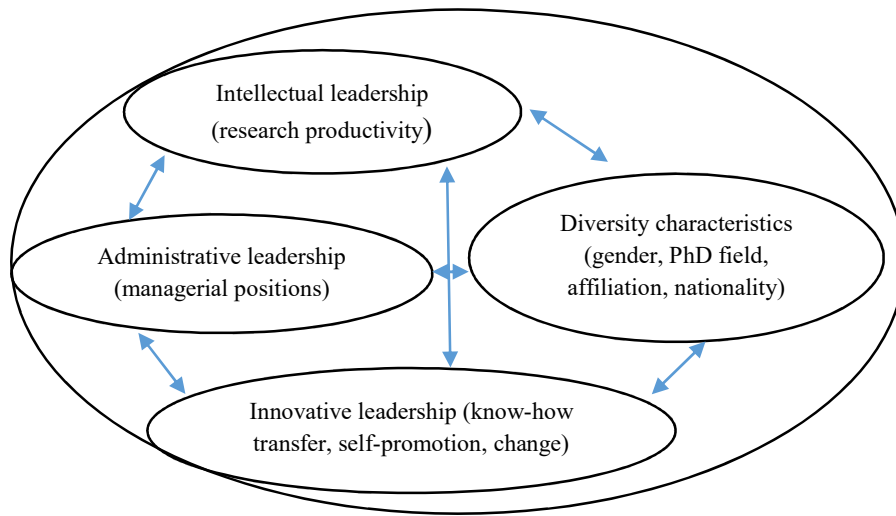 Intellectual leadership
(research productivity)
Administrative leadership
(managerial positions)
Diversity characteristics
(gender, PhD field,
affiliation, nationality)
Innovative leadership (know-how
transfer, self-promotion, change)